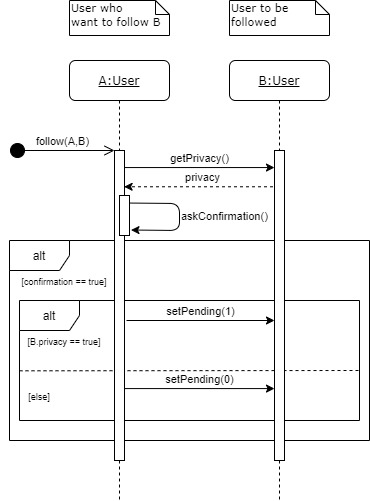 User who
want to follow B
User to be
followed
A:User
B:User
follow(A,B)
getPrivacy()
privacy
askConfirmation()
alt
[confirmation == true]
alt
setPending(1)
[B.privacy == true]
setPending(0)
[else]